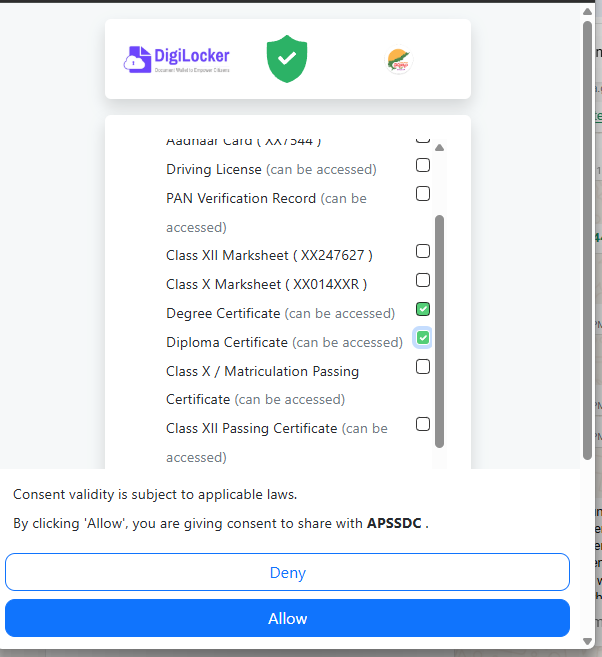 DigiLocker
Document Wallet to Empower Citizens
Aadhaar Card ( XX7544 )
Driving License (can be accessed)
PAN Verification Record (can be
accessed)
Class XII Marksheet ( XX247627 )
Class X Marksheet ( XX014XXR )
Degree Certificate (can be accessed)
Diploma Certificate (can be accessed)
Class X / Matriculation Passing
Certificate (can be accessed)
Class XII Passing Certificate (can be
accessed)
Consent validity is subject to applicable laws.
By clicking 'Allow', you are giving consent to share with APSSDC .
Deny
Allow